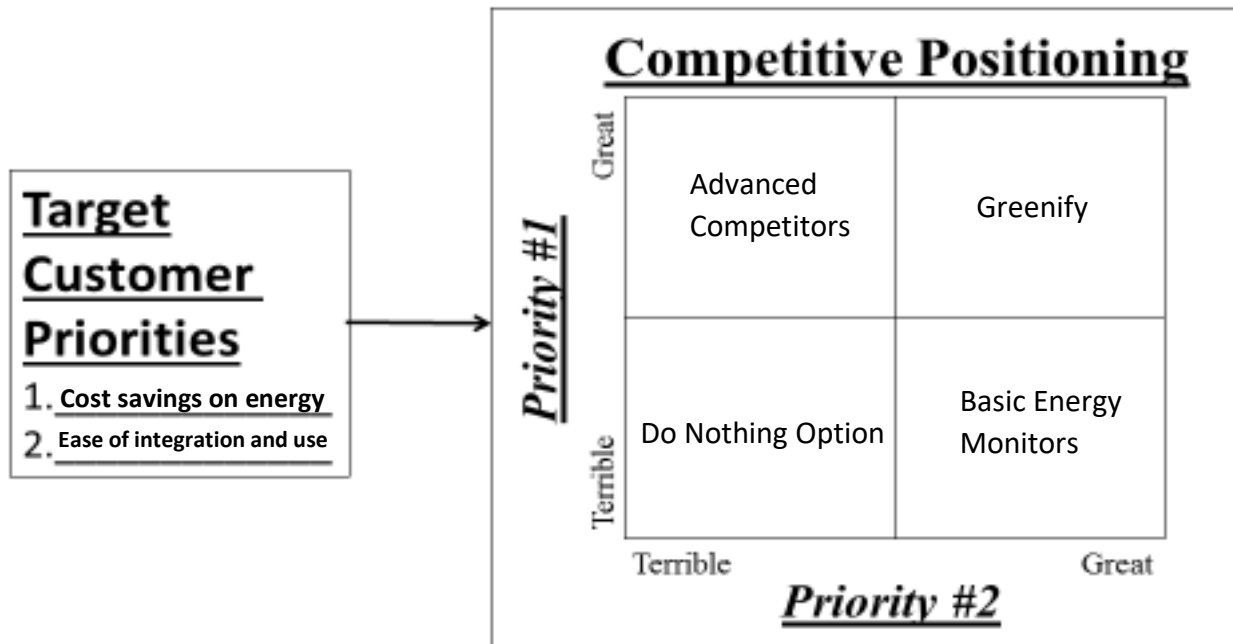 Target
Customer
Priorities
1. Cost savings on energy
2. Ease of integration and use
Competitive Positioning
Priority #1
Great
Terrible
Advanced
Competitors
Greenify
Do Nothing Option
Basic Energy
Monitors
Terrible
Great
Priority #2